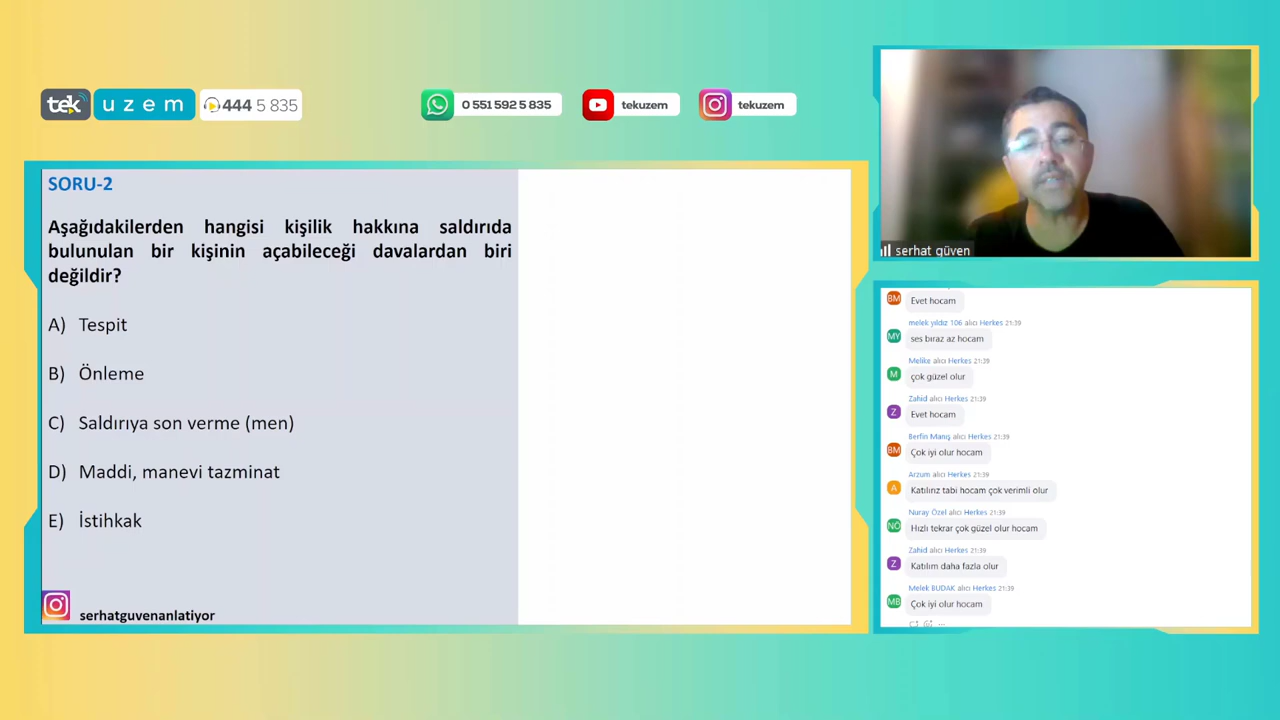 tek uzem 444 5 835
0 551 592 5 835
tekuzem
tekuzem
SORU-2
Aşağıdakilerden hangisi kişilik hakkına saldırıda
bulunulan bir kişinin açabileceği davalardan biri
değildir?
A) Tespit
B) Önleme
C) Saldırıya son verme (men)
D) Maddi, manevi tazminat
E) İstihkak
serhatguvenanlatiyor
serhat güven
BM Evet hocam
melek yıldız 106 alıcı Herkes 21:39
MY ses bıraz az hocam
Melike alıcı Herkes 21:39
M çok güzel olur
Zahid alıcı Herkes 21:39
Z Evet hocam
Berfin Manış alıcı Herkes 21:39
BM Çok iyi olur hocam
Arzum alıcı Herkes 21:39
A Katılırız tabi hocam çok verimli olur
Nuray Özel alıcı Herkes 21:39
NÖ Hızlı tekrar çok güzel olur hocam
Zahid alıcı Herkes 21:39
Z Katılım daha fazla olur
Melek BUDAK alıcı Herkes 21:39
MB Çok iyi olur hocam